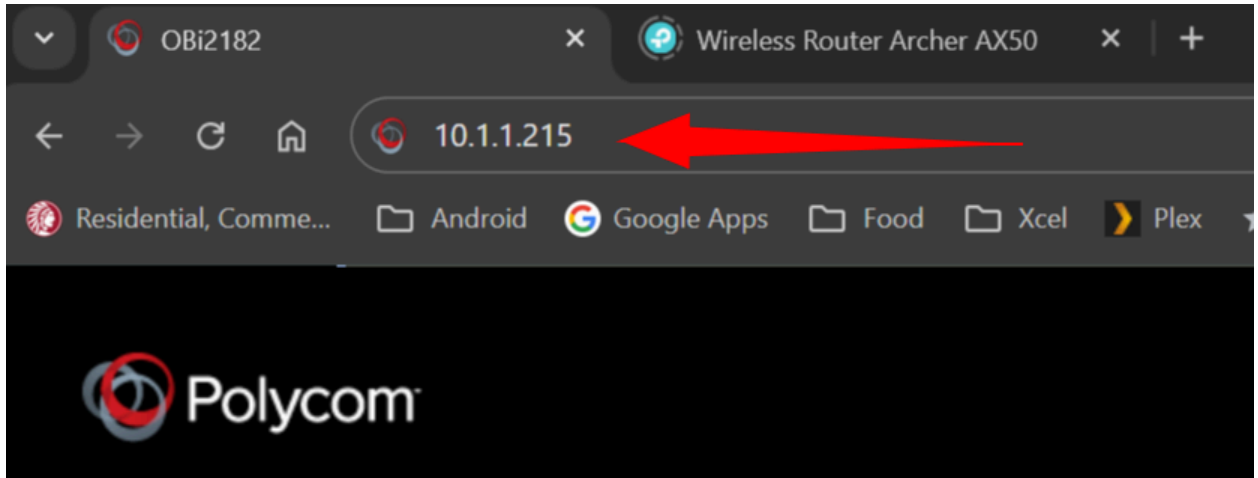 OBi2182 Wireless Router Archer AX50
10.1.1.215
Residential, Comme... Android Google Apps Food Xcel Plex
Polycom